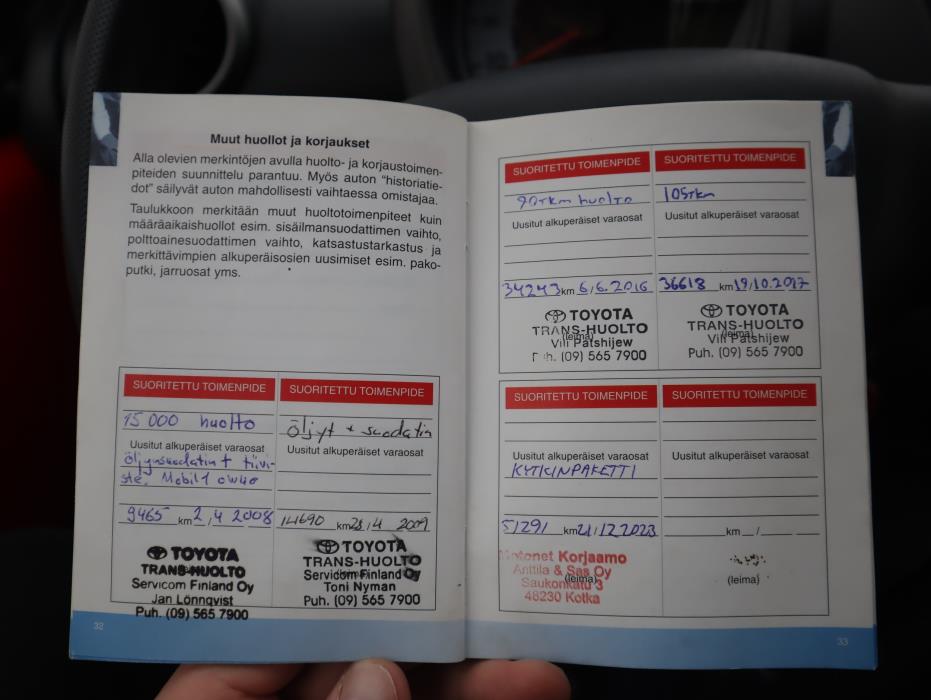 Muut huollot ja korjaukset
Alla olevien merkintöjen avulla huolto- ja korjaustoimen-
piteiden suunnittelu parantuu. Myös auton "historiatie-
dot" säilyvät auton mahdollisesti vaihtaessa omistajaa.
Taulukkoon merkitään muut huoltotoimenpiteet kuin
määräaikaishuollot esim. sisäilmansuodattimen vaihto,
polttoainesuodattimen vaihto, katsastustarkastus ja
merkittävimpien alkuperäisosien uusimiset esim. pako-
putki, jarruosat yms.
SUORITETTU TOIMENPIDE
15 000 huolto
Uusitut alkuperäiset varaosat
öljynsuodatin + tiivi-
ste. Mobil 1 0W40
9465 km 2 / 4 2008
TOYOTA
TRANS-HUOLTO
Servicom Finland Oy
Jan Lönnqvist
Puh. (09) 565 7900
SUORITETTU TOIMENPIDE
öljyt + suodatin
Uusitut alkuperäiset varaosat
14690 km 28 / 4 2009
TOYOTA
TRANS-HUOLTO
Servicom Finland Oy
(leima)
Toni Nyman
Puh. (09) 565 7900
32
SUORITETTU TOIMENPIDE
90tkm huolto
Uusitut alkuperäiset varaosat
34243 km 6 / 6. 2016
TOYOTA
TRANS-HUOLTO
(leima)
Vili Patshijew
Puh. (09) 565 7900
SUORITETTU TOIMENPIDE
105tkm
Uusitut alkuperäiset varaosat
36618 km 19 / 10. 2017
TOYOTA
TRANS-HUOLTO
(leima)
Vili Patshijew
Puh. (09) 565 7900
SUORITETTU TOIMENPIDE
Uusitut alkuperäiset varaosat
KYTKINPAKETTI
51291 km 21 / 12. 2023
Motonet Korjaamo
Anttila & Sas Oy
(leima)
Saukonkatu 3
48230 Kotka
SUORITETTU TOIMENPIDE
Uusitut alkuperäiset varaosat
km /
(leima)
33